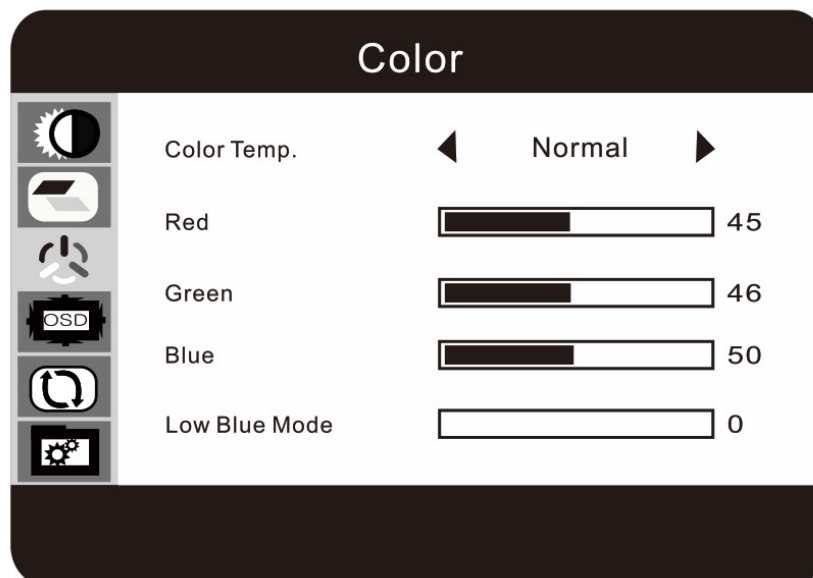 Color
Color Temp. Normal
Red 45
Green 46
OSD
Blue 50
Low Blue Mode 0